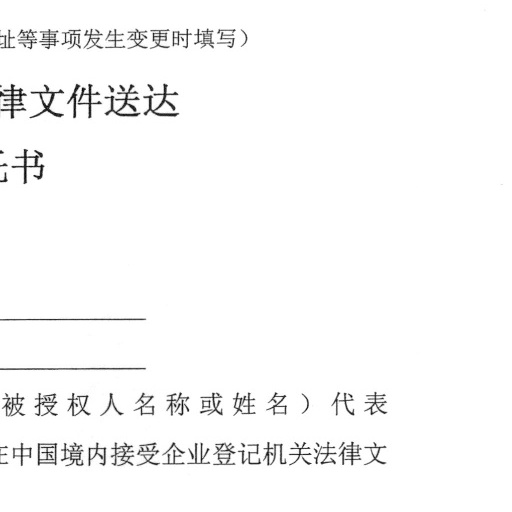 址等事项发生变更时填写）
律文件送达
托书
被授权人名称或姓名）代表
在中国境内接受企业登记机关法律文